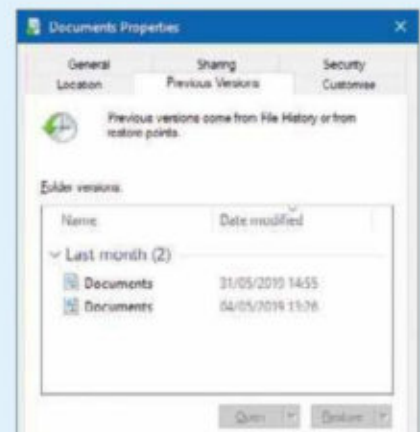 Documents Properties
General Sharing Security
Location Previous Versions Customise
Previous versions come from File History or from
restore points.
Folder versions:
Name Date modified
Last month (2)
Documents 31/05/2019 14:55
Documents 04/05/2019 13:26
Open Restore